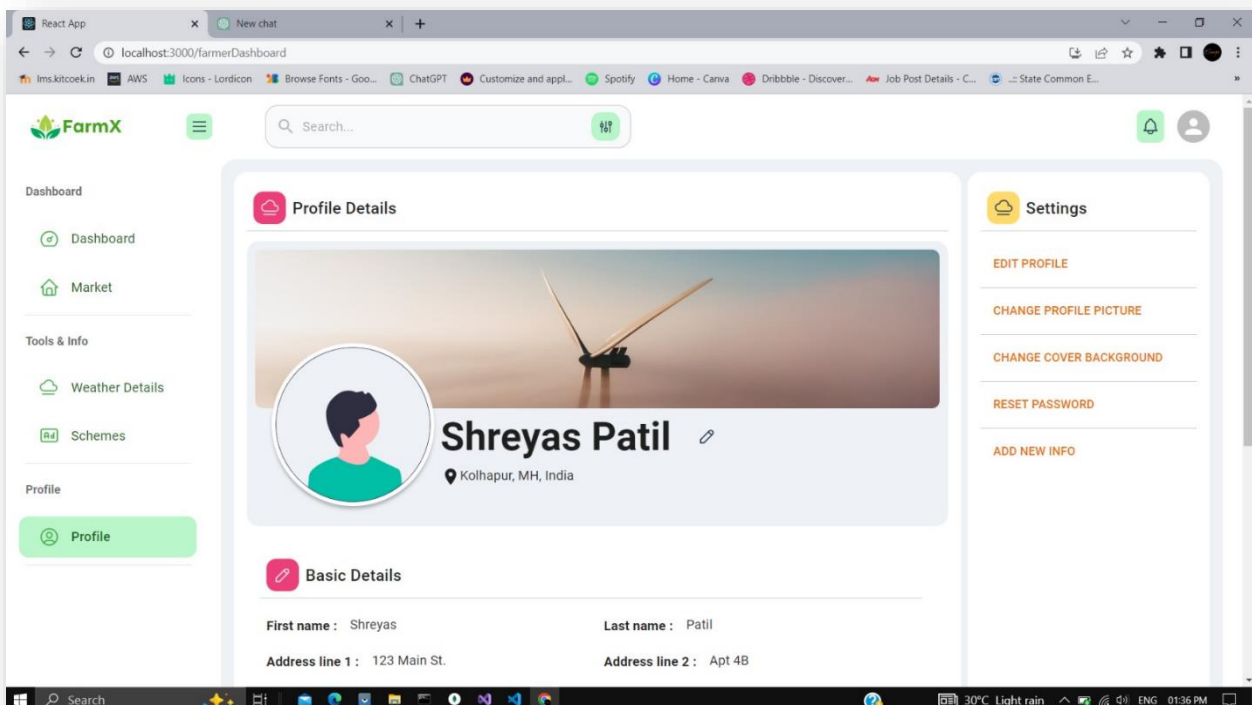 React App
New chat
localhost:3000/farmerDashboard
lms.kitcoek.in AWS Icons - Lordicon Browse Fonts - Goo... ChatGPT Customize and appl... Spotify Home - Canva Dribbble - Discover... Job Post Details - C... ..:: State Common E... »
FarmX
Search...
Dashboard
Dashboard
Market
Tools & Info
Weather Details
Ad Schemes
Profile
Profile
Profile Details
Shreyas Patil
Kolhapur, MH, India
Basic Details
First name : Shreyas Last name : Patil
Address line 1 : 123 Main St. Address line 2 : Apt 4B
Settings
EDIT PROFILE
CHANGE PROFILE PICTURE
CHANGE COVER BACKGROUND
RESET PASSWORD
ADD NEW INFO
Search 30°C Light rain ENG 01:36 PM